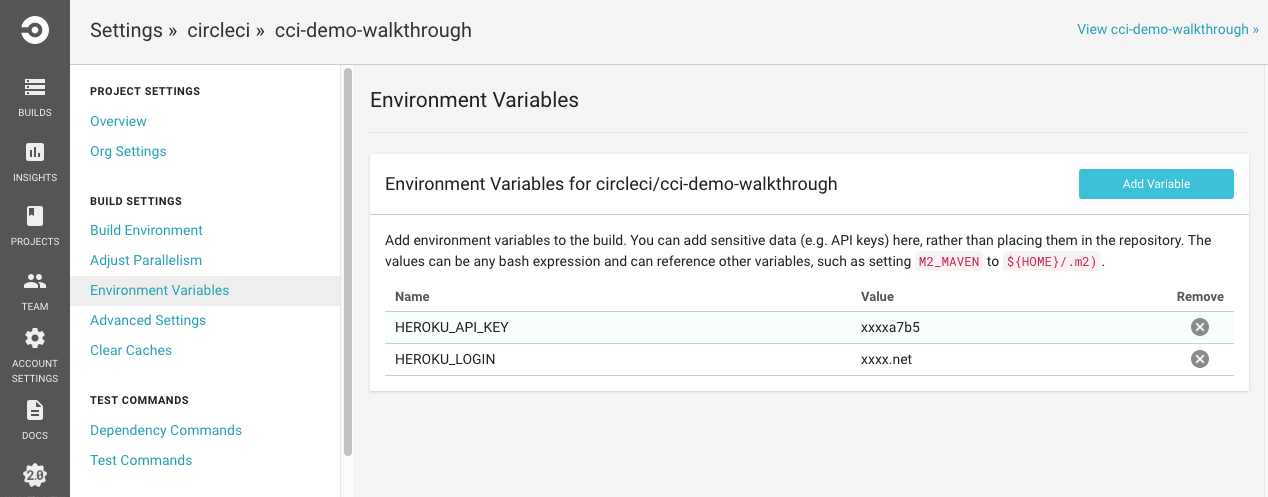 Settings » circleci » cci-demo-walkthrough
View cci-demo-walkthrough »
BUILDS
INSIGHTS
PROJECTS
TEAM
ACCOUNT
SETTINGS
DOCS
2.0
PROJECT SETTINGS
Overview
Org Settings
BUILD SETTINGS
Build Environment
Adjust Parallelism
Environment Variables
Advanced Settings
Clear Caches
TEST COMMANDS
Dependency Commands
Test Commands
Environment Variables
Environment Variables for circleci/cci-demo-walkthrough
Add Variable
Add environment variables to the build. You can add sensitive data (e.g. API keys) here, rather than placing them in the repository. The
values can be any bash expression and can reference other variables, such as setting M2_MAVEN to ${HOME}/.m2).
Name Value Remove
HEROKU_API_KEY xxxxa7b5
HEROKU_LOGIN xxxx.net